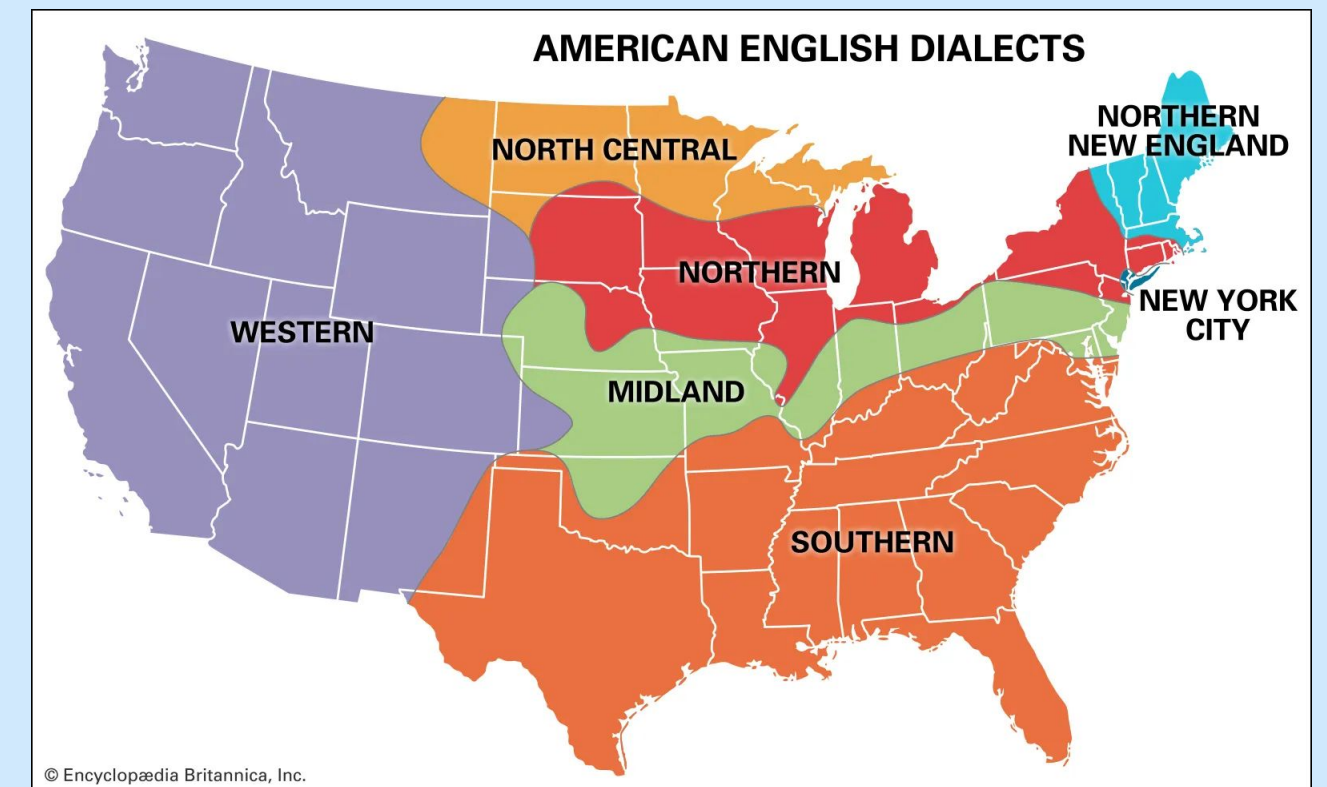 AMERICAN ENGLISH DIALECTS
NORTHERN
NEW ENGLAND
NORTH CENTRAL
NORTHERN
NEW YORK
CITY
WESTERN
MIDLAND
SOUTHERN
© Encyclopædia Britannica, Inc.